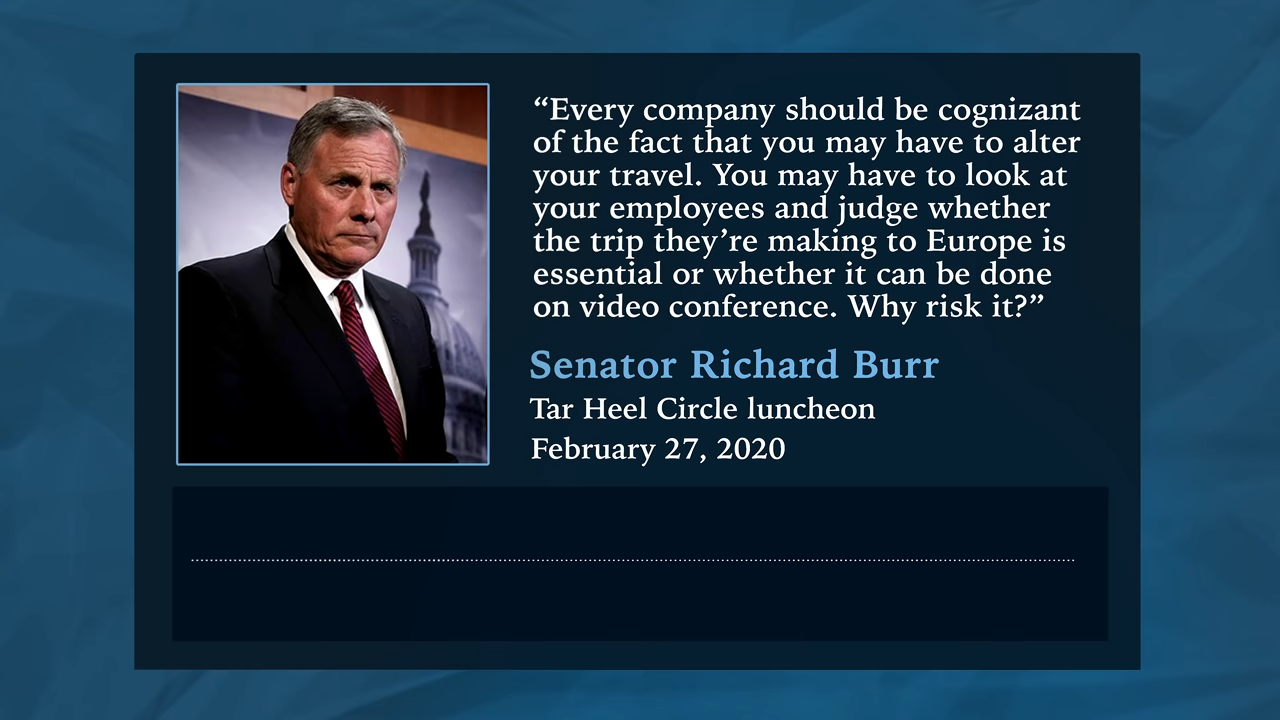 “Every company should be cognizant
of the fact that you may have to alter
your travel. You may have to look at
your employees and judge whether
the trip they’re making to Europe is
essential or whether it can be done
on video conference. Why risk it?”
Senator Richard Burr
Tar Heel Circle luncheon
February 27, 2020